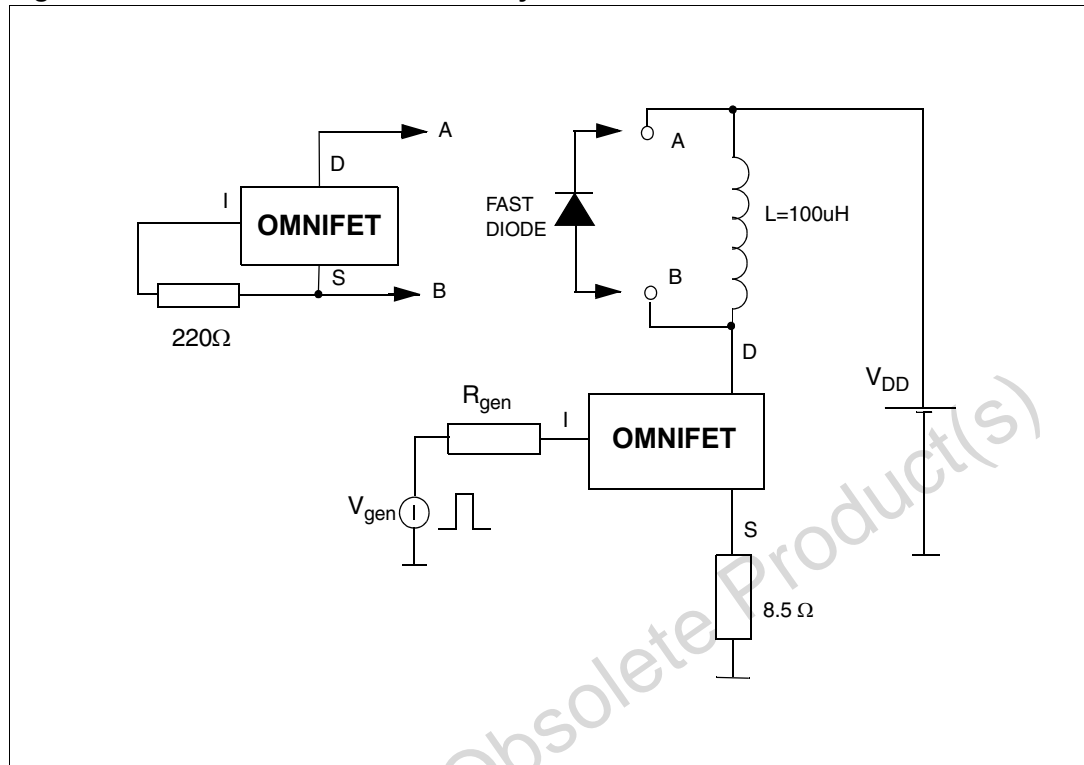 A
D
I
OMNIFET
S
B
220Ω
FAST
DIODE
A
B
L=100uH
D
Rgen
I
OMNIFET
VDD
Vgen
S
8.5 Ω
Obsolete Product(s)